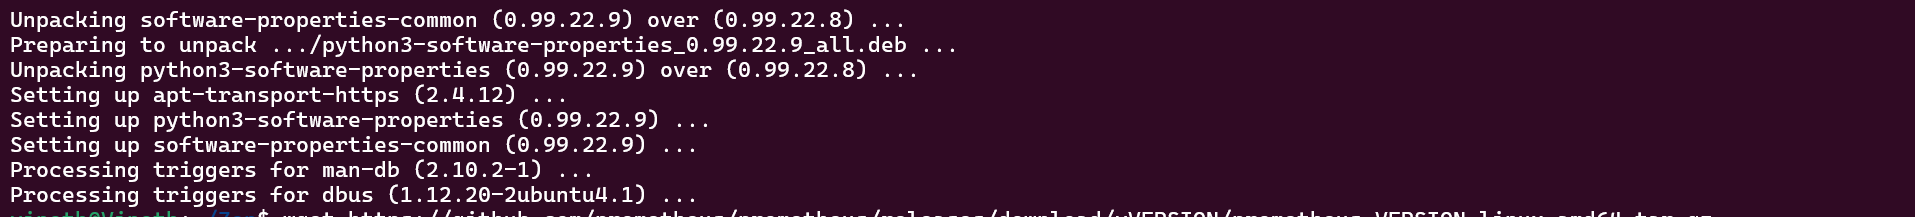 Unpacking software-properties-common (0.99.22.9) over (0.99.22.8) ...
Preparing to unpack .../python3-software-properties_0.99.22.9_all.deb ...
Unpacking python3-software-properties (0.99.22.9) over (0.99.22.8) ...
Setting up apt-transport-https (2.4.12) ...
Setting up python3-software-properties (0.99.22.9) ...
Setting up software-properties-common (0.99.22.9) ...
Processing triggers for man-db (2.10.2-1) ...
Processing triggers for dbus (1.12.20-2ubuntu4.1) ...